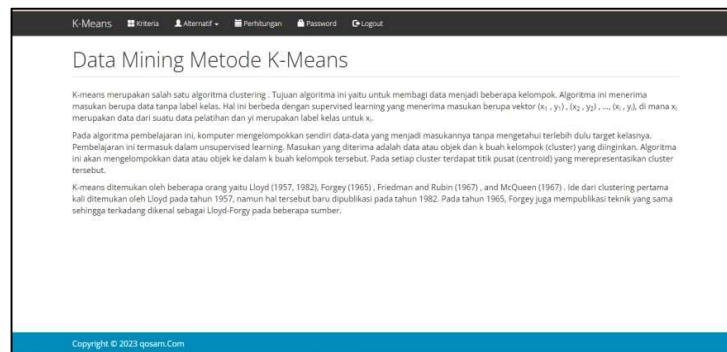 K-Means Kriteria Alternatif Perhitungan Password Logout
Data Mining Metode K-Means
K-means merupakan salah satu algoritma clustering . Tujuan algoritma ini yaitu untuk membagi data menjadi beberapa kelompok. Algoritma ini menerima
masukan berupa data tanpa label kelas. Hal ini berbeda dengan supervised learning yang menerima masukan berupa vektor (x₁ , y₁) , (x₂ , y₂) , ..., (xᵢ , yᵢ), di mana xᵢ
merupakan data dari suatu data pelatihan dan yi merupakan label kelas untuk xᵢ.
Pada algoritma pembelajaran ini, komputer mengelompokkan sendiri data-data yang menjadi masukannya tanpa mengetahui terlebih dulu target kelasnya.
Pembelajaran ini termasuk dalam unsupervised learning. Masukan yang diterima adalah data atau objek dan k buah kelompok (cluster) yang diinginkan. Algoritma
ini akan mengelompokkan data atau objek ke dalam k buah kelompok tersebut. Pada setiap cluster terdapat titik pusat (centroid) yang merepresentasikan cluster
tersebut.
K-means ditemukan oleh beberapa orang yaitu Lloyd (1957, 1982), Forgey (1965) , Friedman and Rubin (1967) , and McQueen (1967) . Ide dari clustering pertama
kali ditemukan oleh Lloyd pada tahun 1957, namun hal tersebut baru dipublikasi pada tahun 1982. Pada tahun 1965, Forgey juga mempublikasi teknik yang sama
sehingga terkadang dikenal sebagai Lloyd-Forgy pada beberapa sumber.
Copyright © 2023 qosam.Com